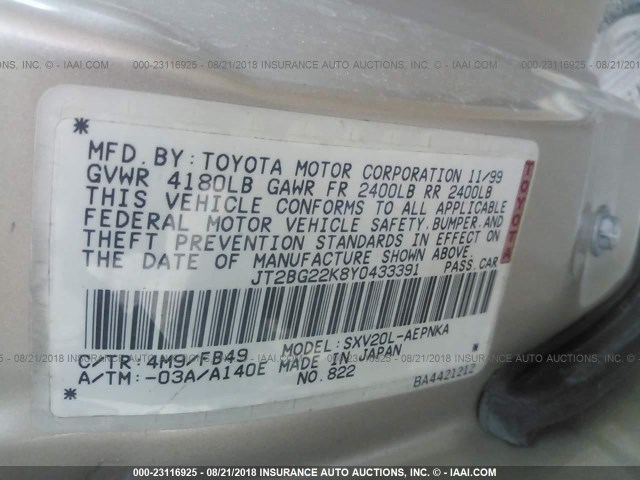 INC. - IAAI.COM 000-23116925 - 08/21/2018 INSURANCE AUTO AUCTIONS, INC. - IAAI.COM 000-23116925
MFD. BY: TOYOTA MOTOR CORPORATION 11/99
GVWR 4180LB GAWR FR 2400LB RR 2400LB
THIS VEHICLE CONFORMS TO ALL APPLICABLE
FEDERAL MOTOR VEHICLE SAFETY, BUMPER, AND
THEFT PREVENTION STANDARDS IN EFFECT ON
THE DATE OF MANUFACTURE SHOWN ABOVE.
JT2BG22K8Y0433391 PASS. CAR
TOYOTA
C/TR: 4M9/FB49 MODEL: SXV20L-AEPNKA
A/TM: -03A/A140E MADE IN JAPAN
NO. 822 BA4421212
000-23116925 - 08/21/2018 INSURANCE AUTO AUCTIONS, INC. - IAAI.COM